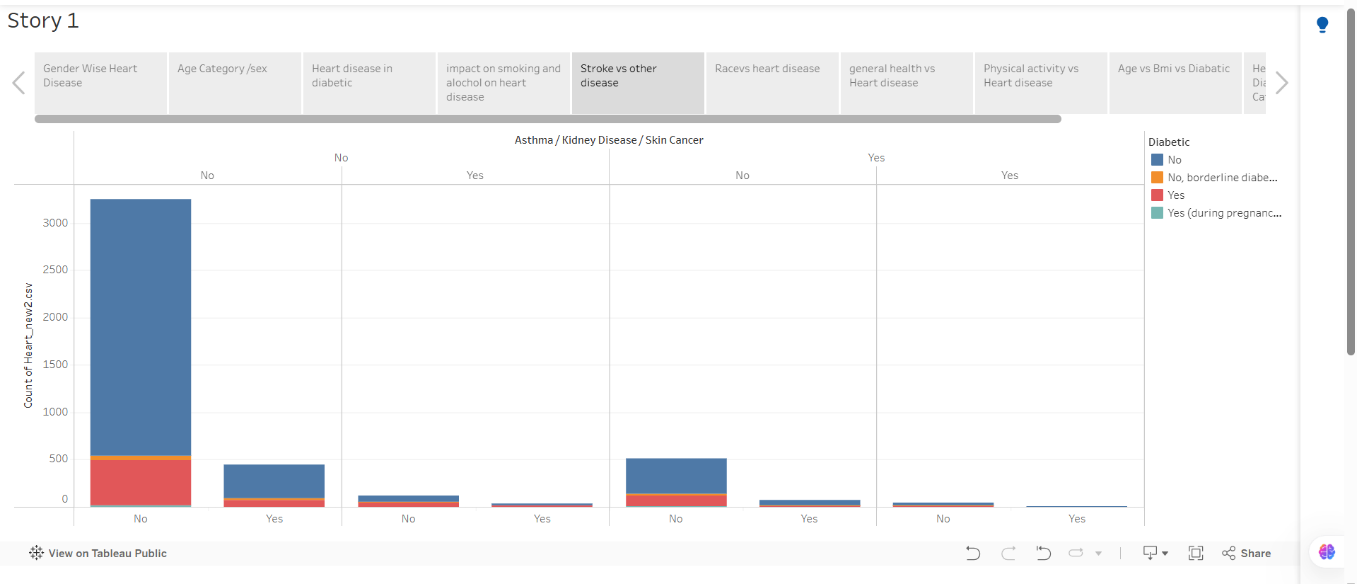 Story 1
Gender Wise Heart
Disease
Age Category /sex
Heart disease in
diabetic
impact on smoking and
alochol on heart
disease
Stroke vs other
disease
Racevs heart disease
general health vs
Heart disease
Physical activity vs
Heart disease
Age vs Bmi vs Diabatic
He
Dia
Ca
Asthma / Kidney Disease / Skin Cancer
No
Yes
No
Yes
No
Yes
Count of Heart_new2.csv
3000
2500
2000
1500
1000
500
0
No
Yes
No
Yes
No
Yes
No
Yes
Diabetic
No
No, borderline diabe...
Yes
Yes (during pregnanc...
View on Tableau Public
Share